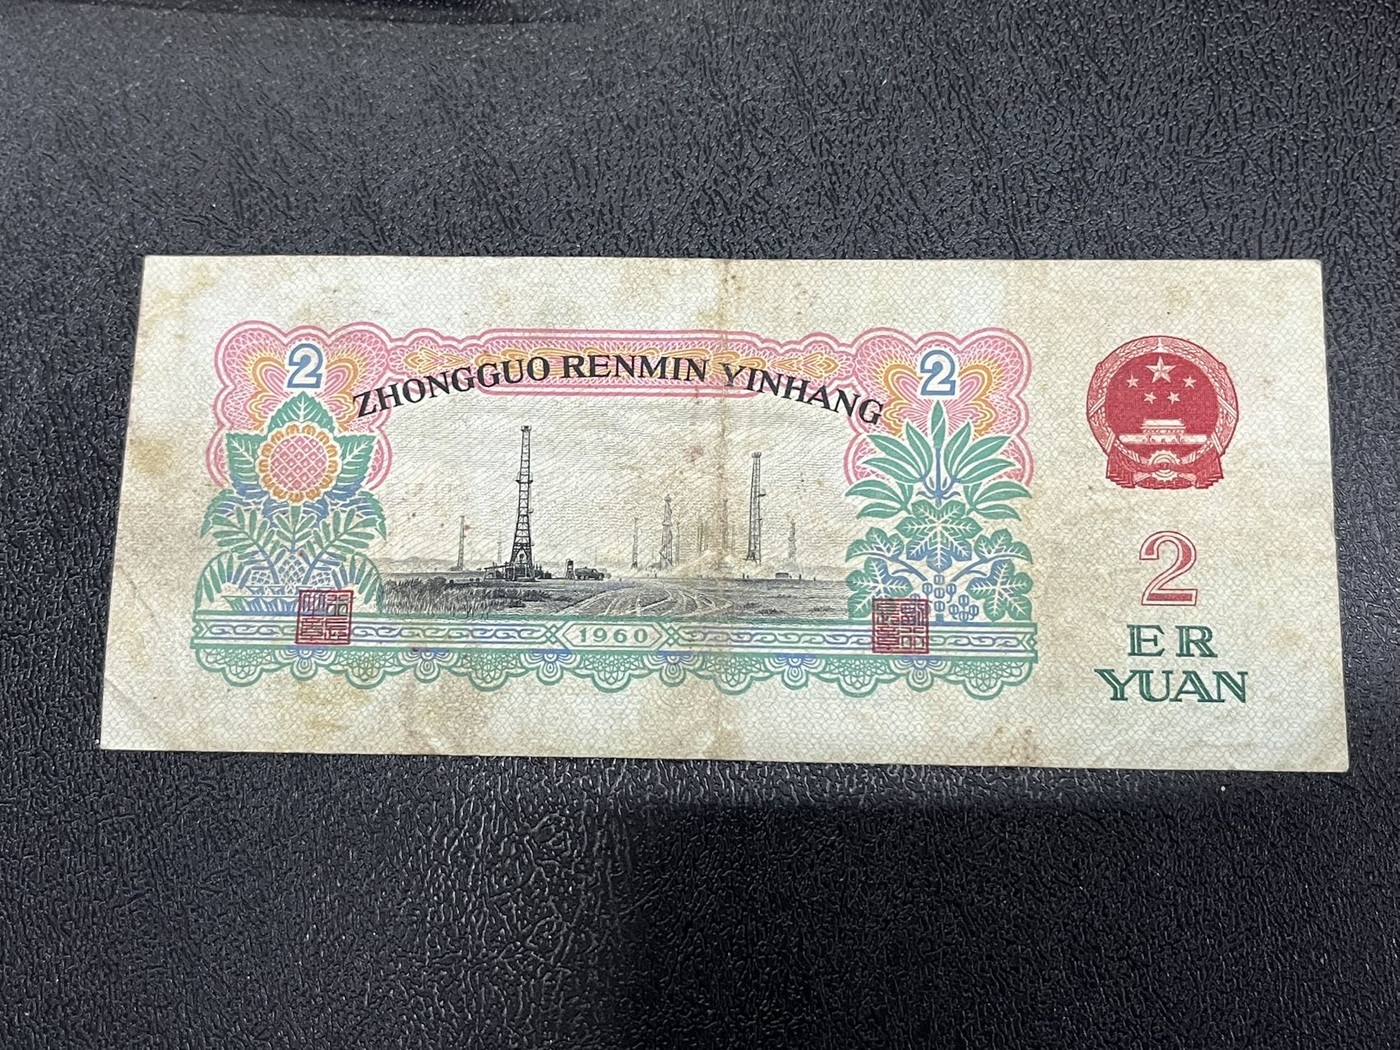 2
2
ZHONGGUO RENMIN YINHANG
1960
2
ER
YUAN